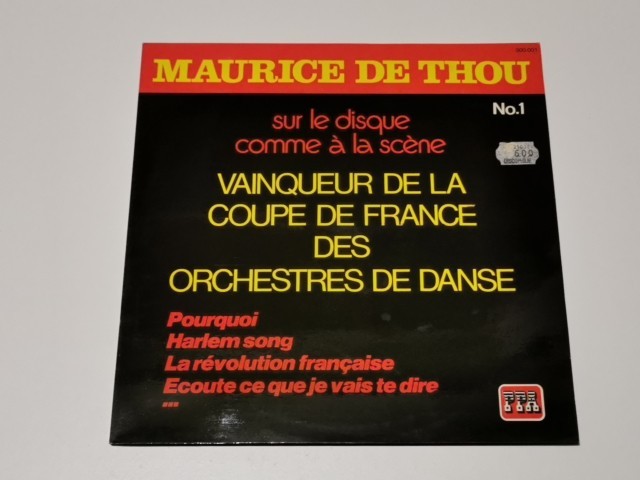 MAURICE DE THOU
No.1
sur le disque
comme à la scène
VAINQUEUR DE LA
COUPE DE FRANCE
DES
ORCHESTRES DE DANSE
Pourquoi
Harlem song
La révolution française
Ecoute ce que je vais te dire
...